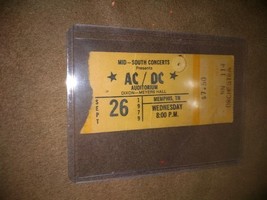 MID-SOUTH CONCERTS
Presents
★ AC/DC ★
AUDITORIUM
DIXON-MEYERS HALL
MEMPHIS, TN
SEPT 26 1979
WEDNESDAY
8:00 P.M.